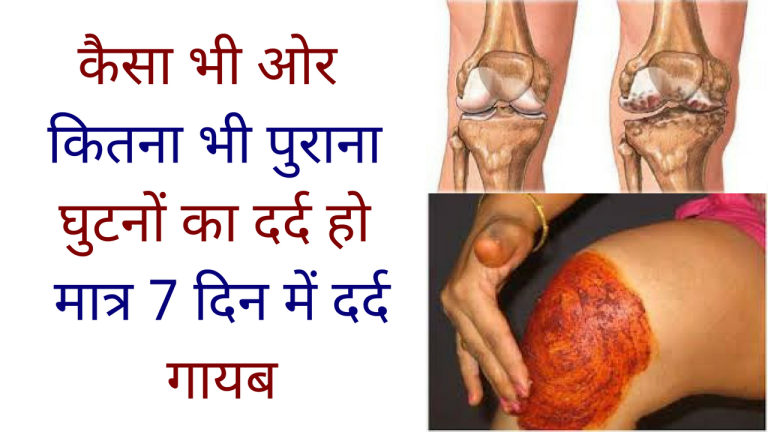 कैसा भी ओर
कितना भी पुराना
घुटनों का दर्द हो
मात्र 7 दिन में दर्द
गायब